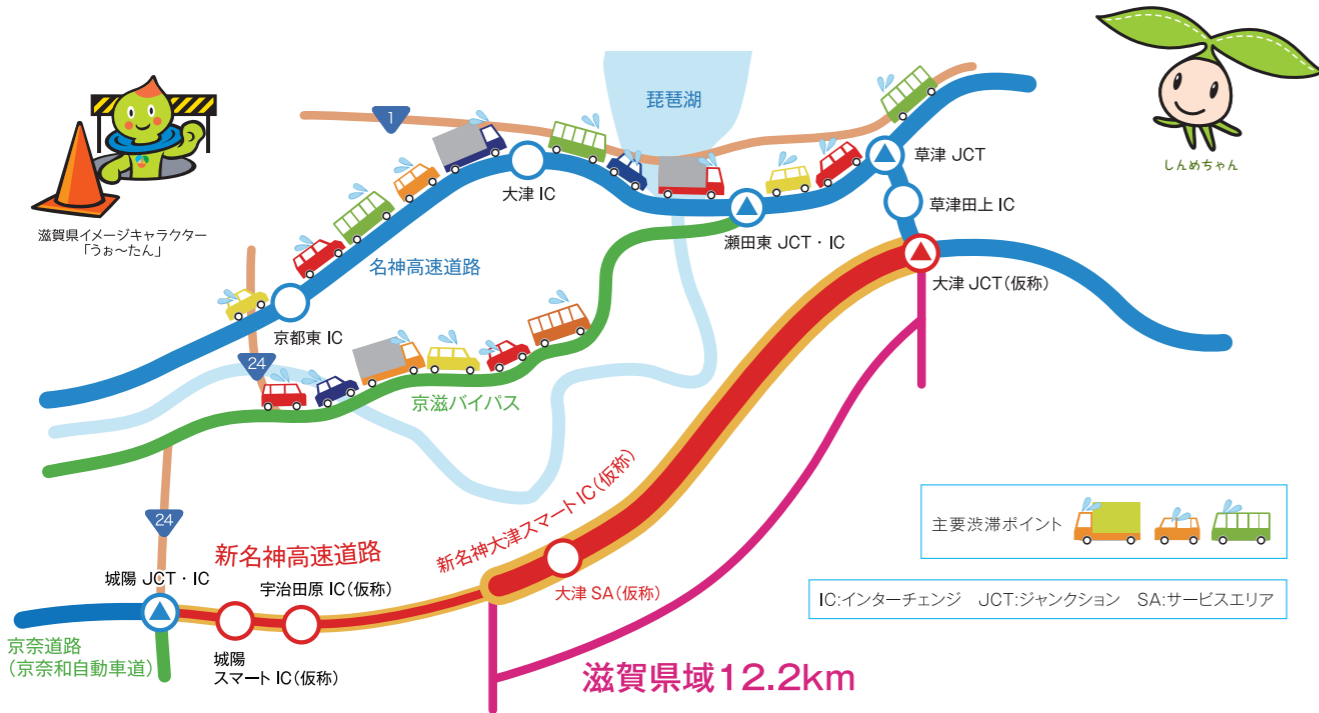 1
琵琶湖
草津 JCT
しんめちゃん
大津 IC
草津田上 IC
滋賀県イメージキャラクター
「うぉ〜たん」
瀬田東 JCT・IC
名神高速道路
大津 JCT(仮称)
京都東 IC
24
京滋バイパス
新名神大津スマート IC(仮称)
主要渋滞ポイント
24
新名神高速道路
城陽 JCT・IC
宇治田原 IC(仮称)
大津 SA(仮称)
IC:インターチェンジ JCT:ジャンクション SA:サービスエリア
京奈道路
(京奈和自動車道)
城陽
スマート IC(仮称)
滋賀県域12.2km